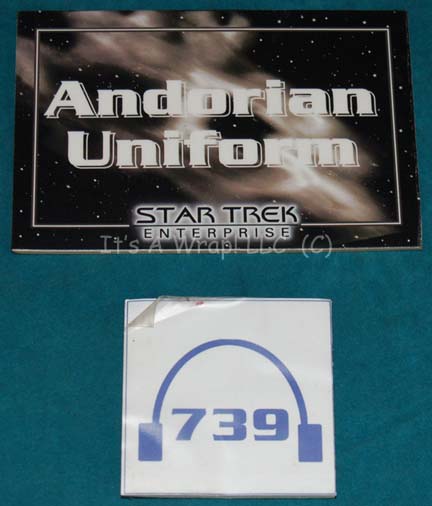 Andorian
Uniform
STAR TREK
ENTERPRISE
It's A Wrap! LLC (C)
739